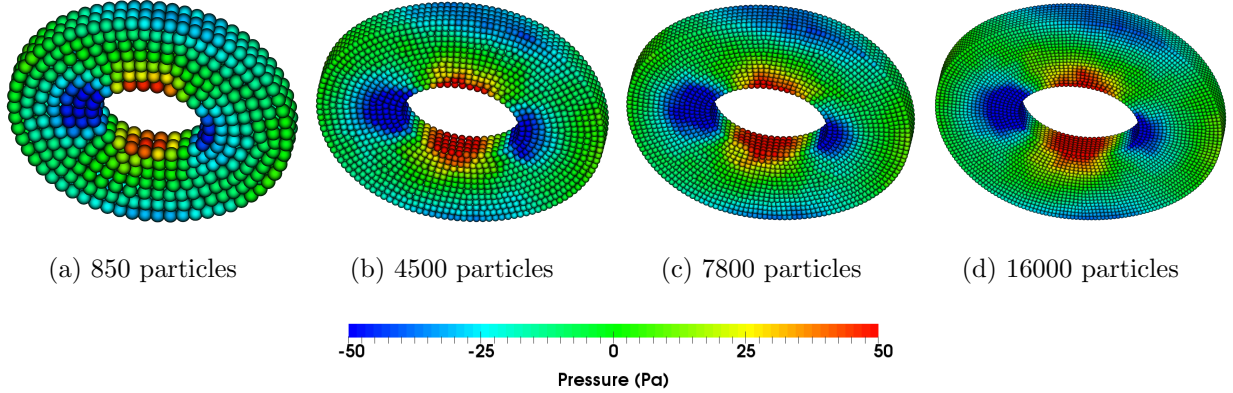 (a) 850 particles (b) 4500 particles (c) 7800 particles (d) 16000 particles
-50 -25 0 25 50
Pressure (Pa)